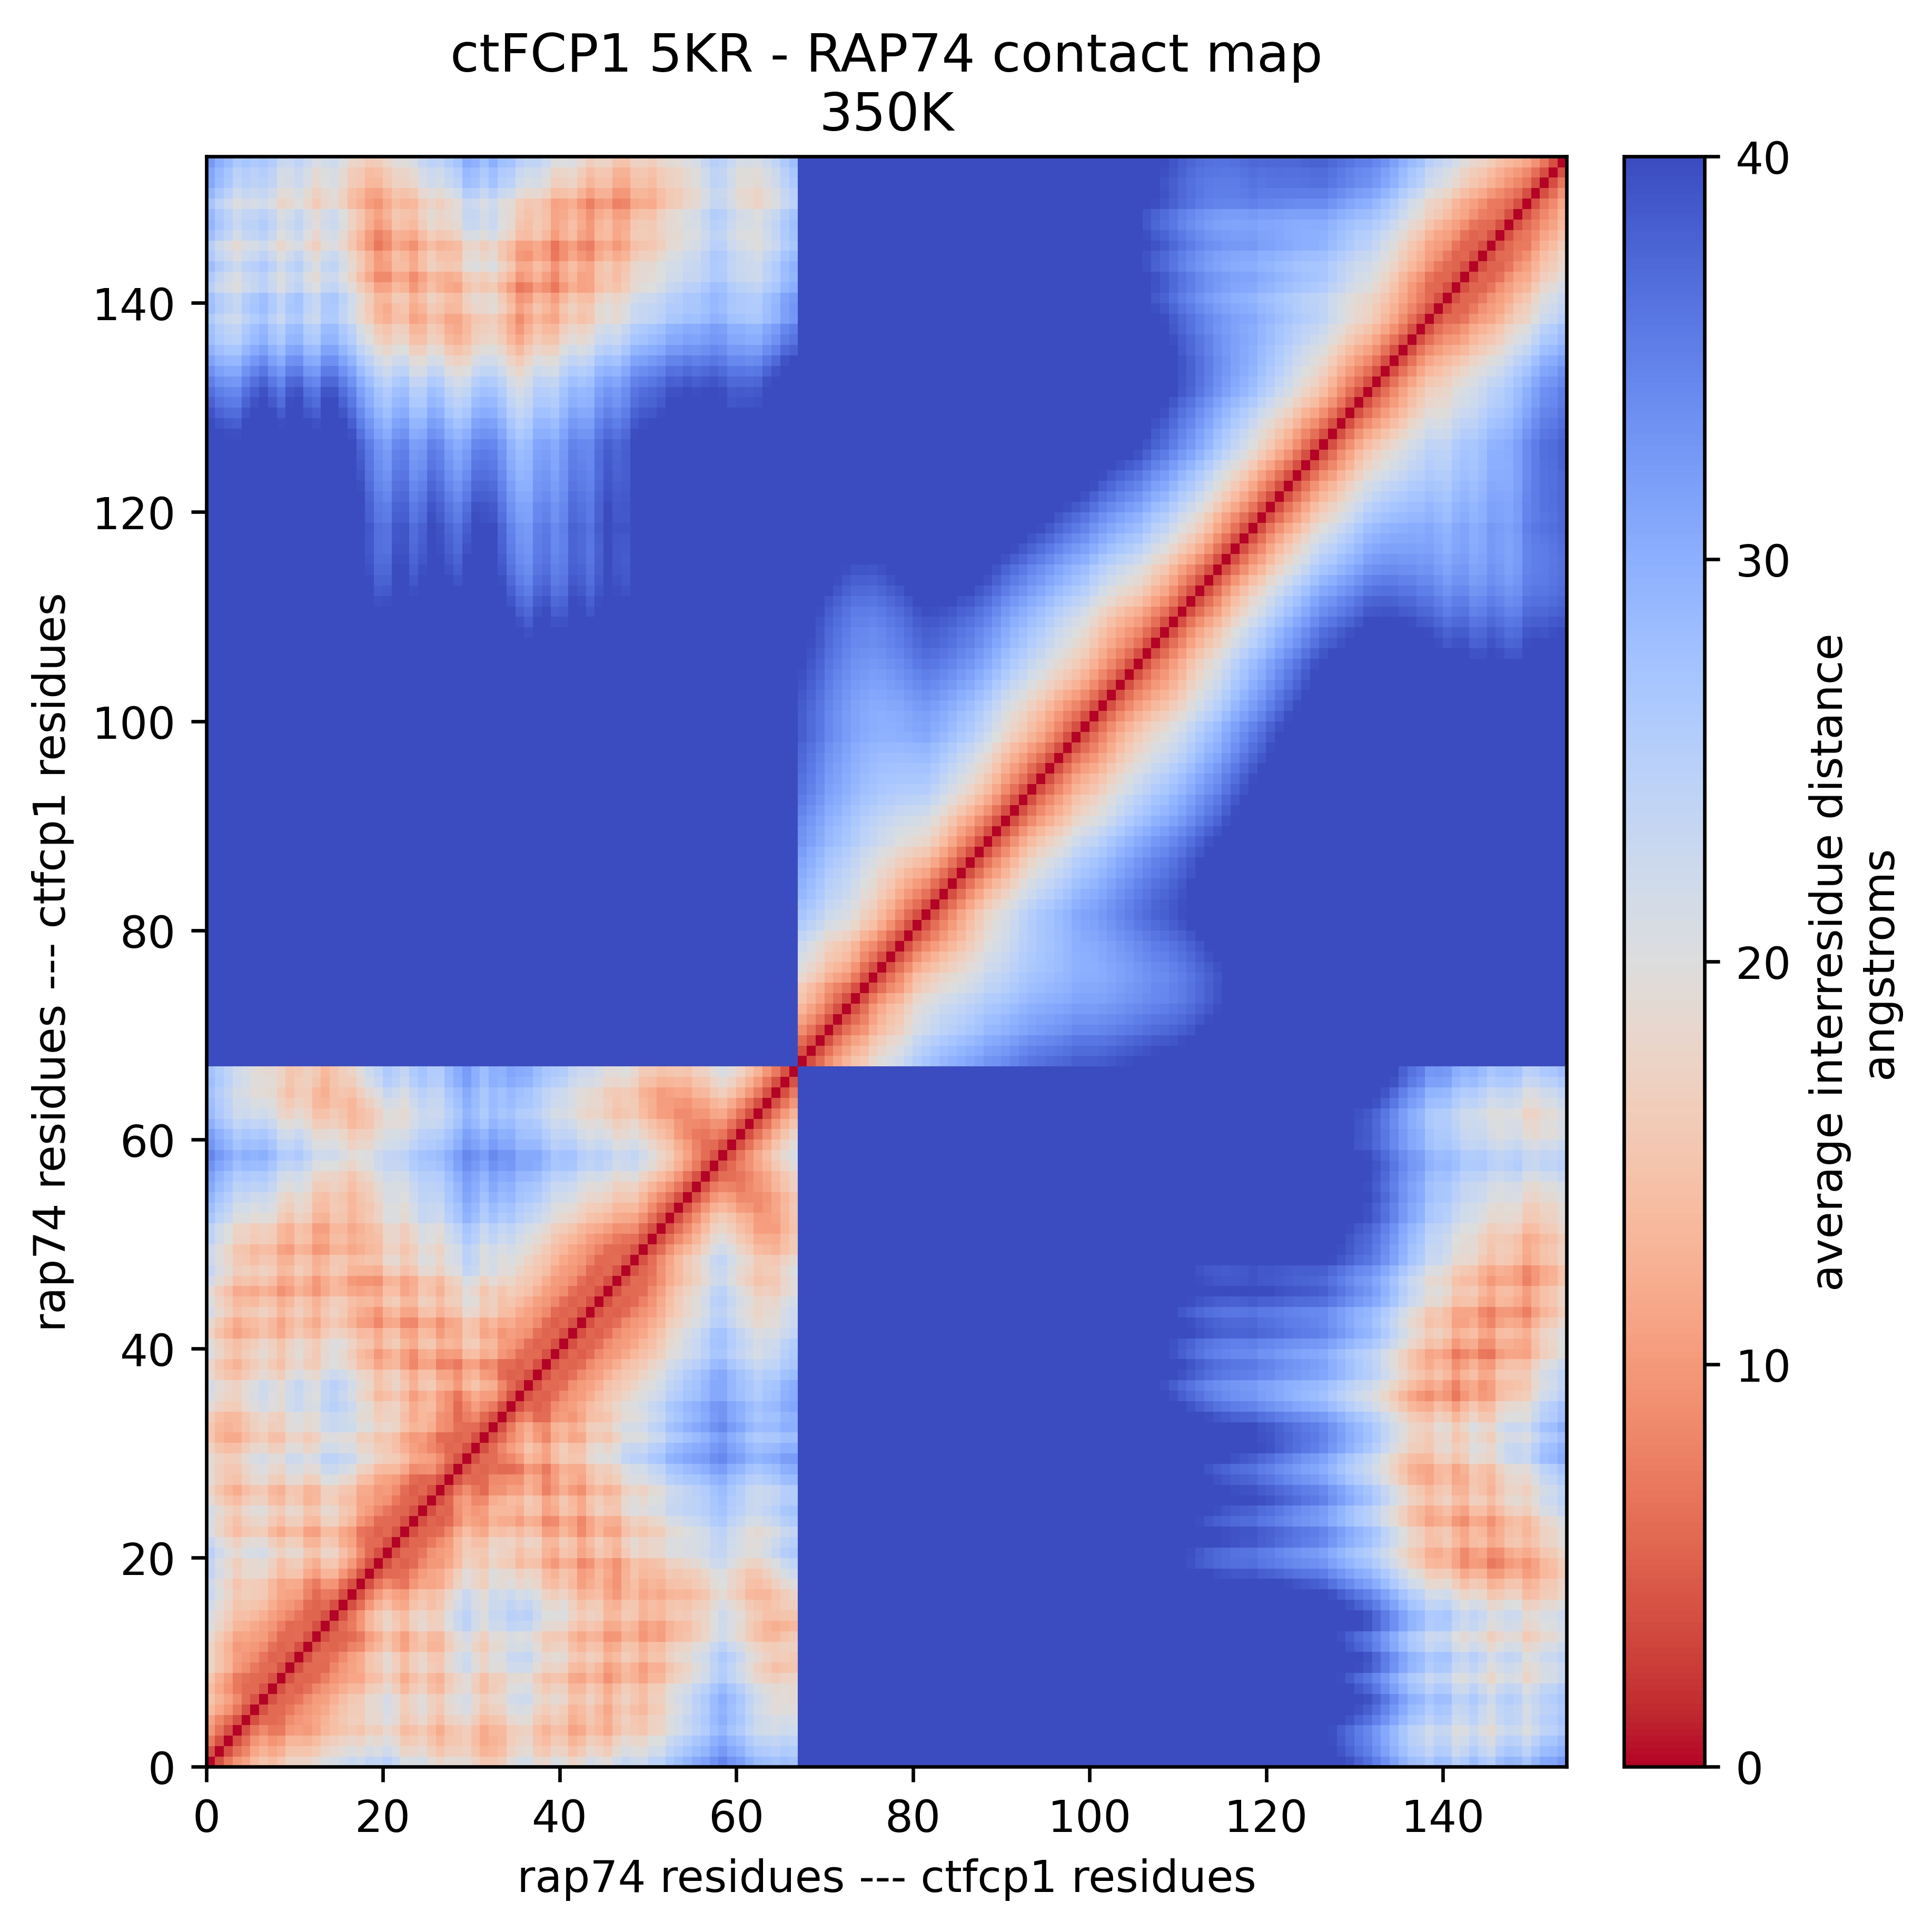 ctFCP1 5KR - RAP74 contact map
350K
rap74 residues --- ctfcp1 residues
140
120
100
80
60
40
20
0
0 20 40 60 80 100 120 140
rap74 residues --- ctfcp1 residues
40
30
20
10
0
average interresidue distance
angstroms